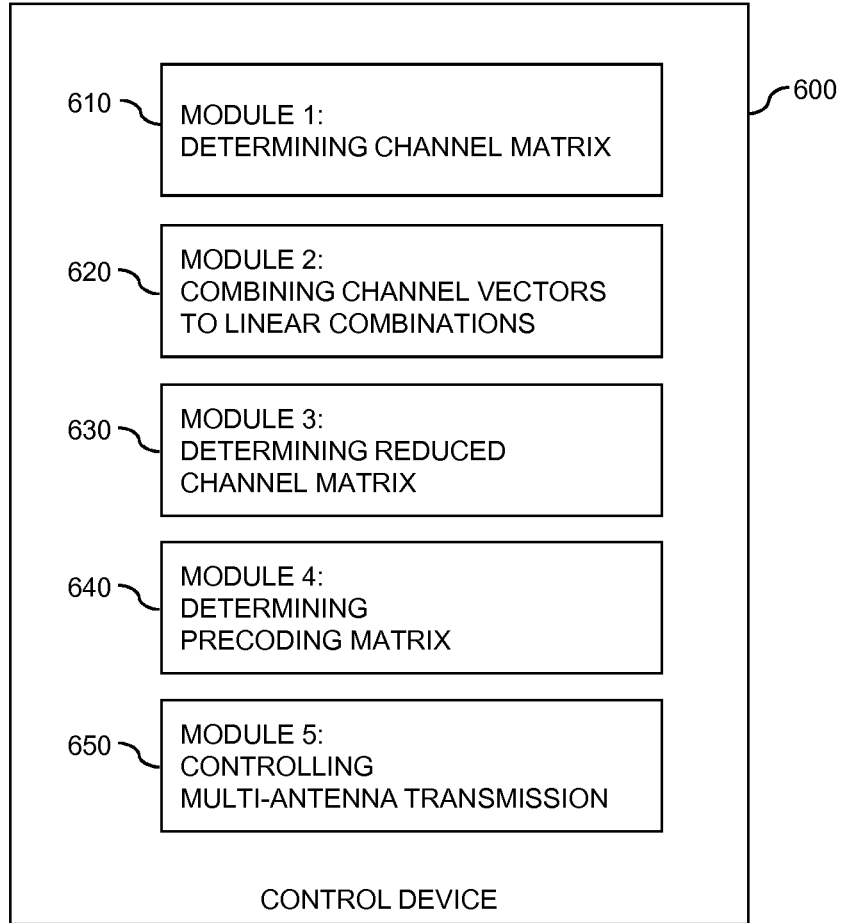 610
MODULE 1:
DETERMINING CHANNEL MATRIX
600
620
MODULE 2:
COMBINING CHANNEL VECTORS
TO LINEAR COMBINATIONS
630
MODULE 3:
DETERMINING REDUCED
CHANNEL MATRIX
640
MODULE 4:
DETERMINING
PRECODING MATRIX
650
MODULE 5:
CONTROLLING
MULTI-ANTENNA TRANSMISSION
CONTROL DEVICE